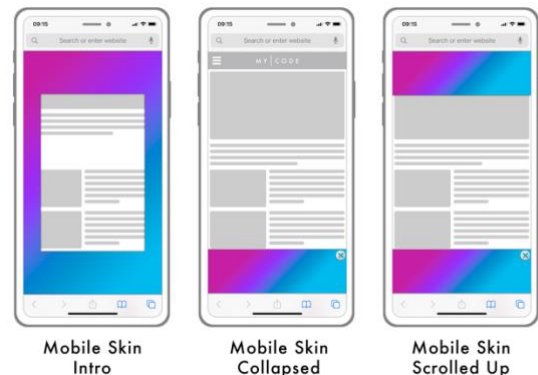 09:15
Search or enter website
09:15
Search or enter website
MY|CODE
09:15
Search or enter website
Mobile Skin
Intro
Mobile Skin
Collapsed
Mobile Skin
Scrolled Up